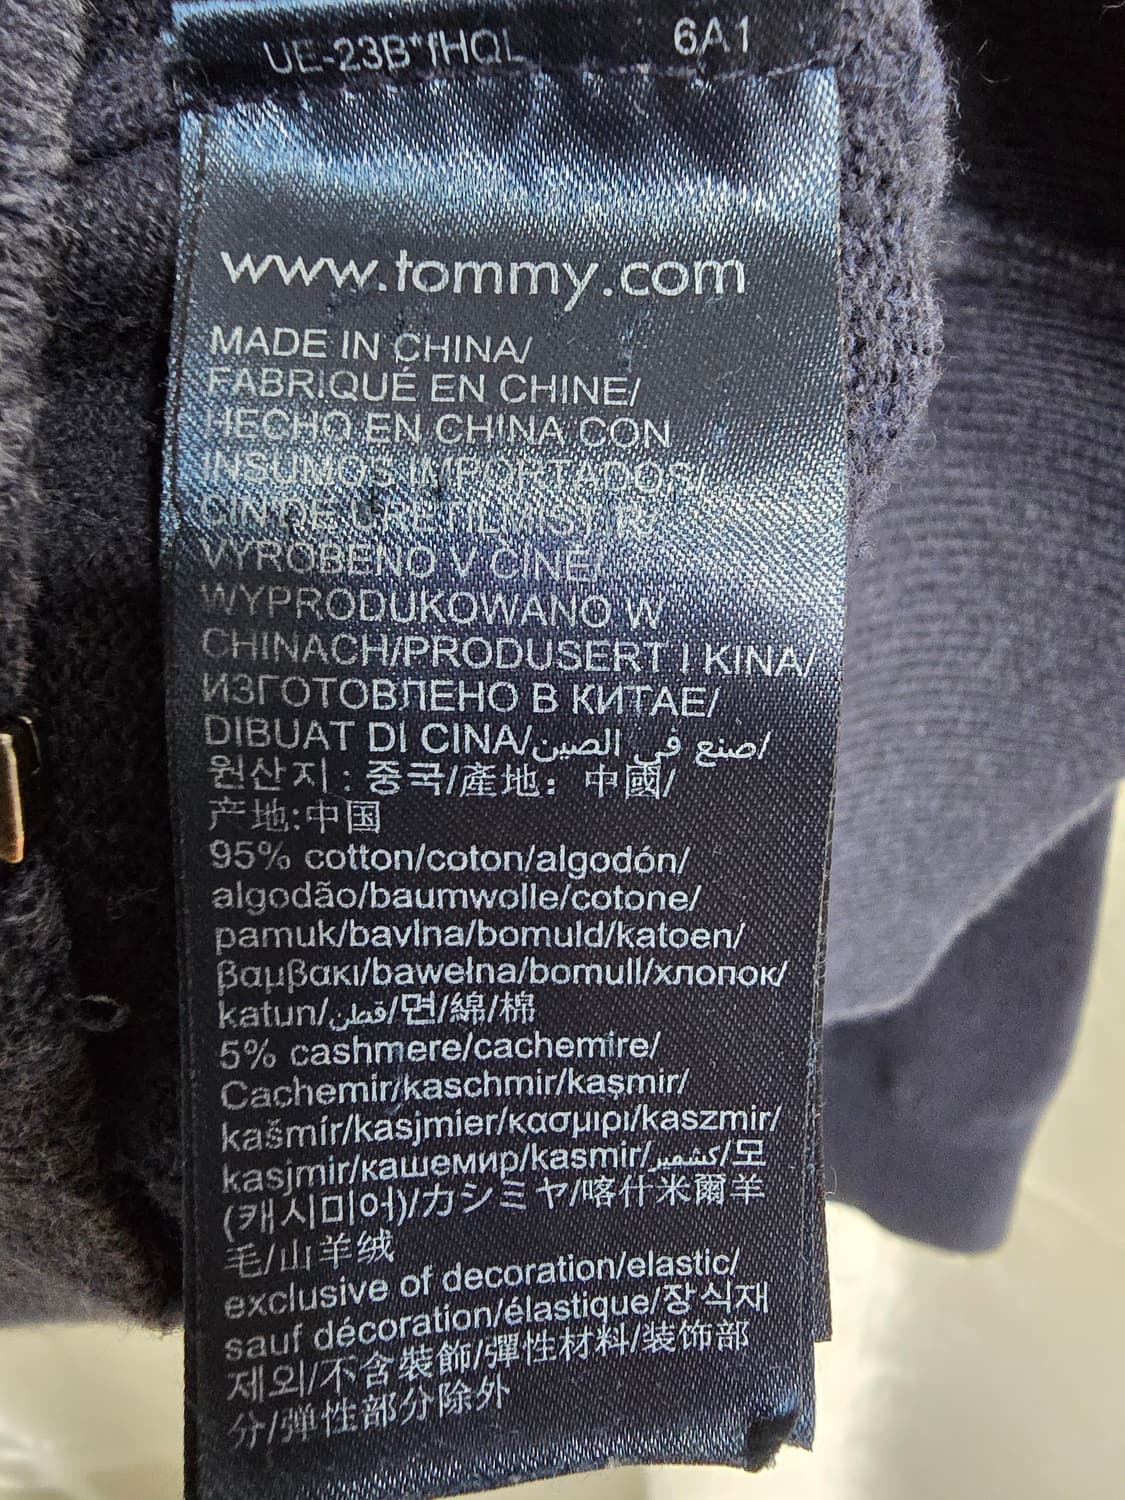 UE-23B*fHQL 6A1
www.tommy.com
MADE IN CHINA/
FABRIQUÉ EN CHINE/
HECHO EN CHINA CON
INSUMOS IMPORTADOS/
VYROBENO V ČÍNĚ/
WYPRODUKOWANO W
CHINACH/PRODUSERT I KINA/
ИЗГОТОВЛЕНО В КИТАЕ/
DIBUAT DI CINA/صنع في الصين/
원산지 : 중국/產地：中國/
产地:中国
95% cotton/coton/algodón/
algodão/baumwolle/cotone/
pamuk/bavlna/bomuld/katoen/
βαμβακι/bawełna/bomull/хлопок/
katun/قطن/면/綿/棉
5% cashmere/cachemire/
Cachemir/kaschmir/kaşmir/
kašmír/kasjmier/κασμιρι/kaszmir/
kasjmir/кашемир/kasmir/كشمير/모
(캐시미어)/カシミヤ/喀什米爾羊
毛/山羊绒
exclusive of decoration/elastic/
sauf décoration/élastique/장식재
제외/不含裝飾/彈性材料/装饰部
分/弹性部分除外